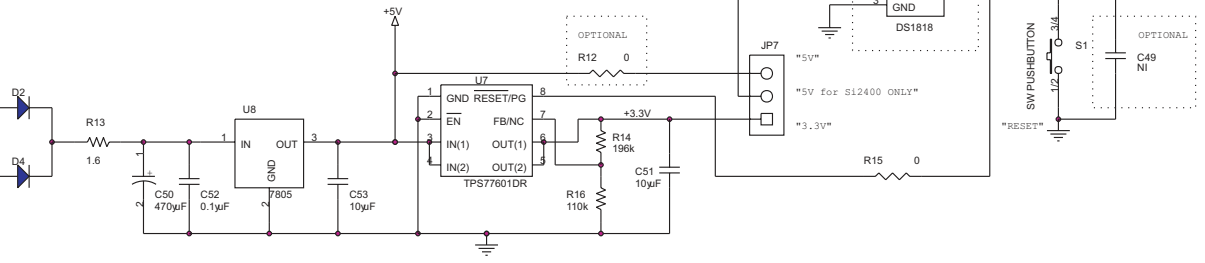 +5V
3
GND
DS1818
OPTIONAL
R12 0
JP7
"5V"
"5V for Si2400 ONLY"
"3.3V"
SW PUSHBUTTON
3/4
1/2
S1
OPTIONAL
C49
NI
"RESET"
D2
D4
R13
1.6
U8
1
IN
OUT
3
GND
2
7805
1
+
2
C50
470uF
C52
0.1uF
C53
10uF
U7
1
GND
RESET/PG
8
2
EN
FB/NC
7
3
IN(1)
OUT(1)
6
4
IN(2)
OUT(2)
5
TPS77601DR
+3.3V
R14
196k
R16
110k
C51
10uF
R15 0